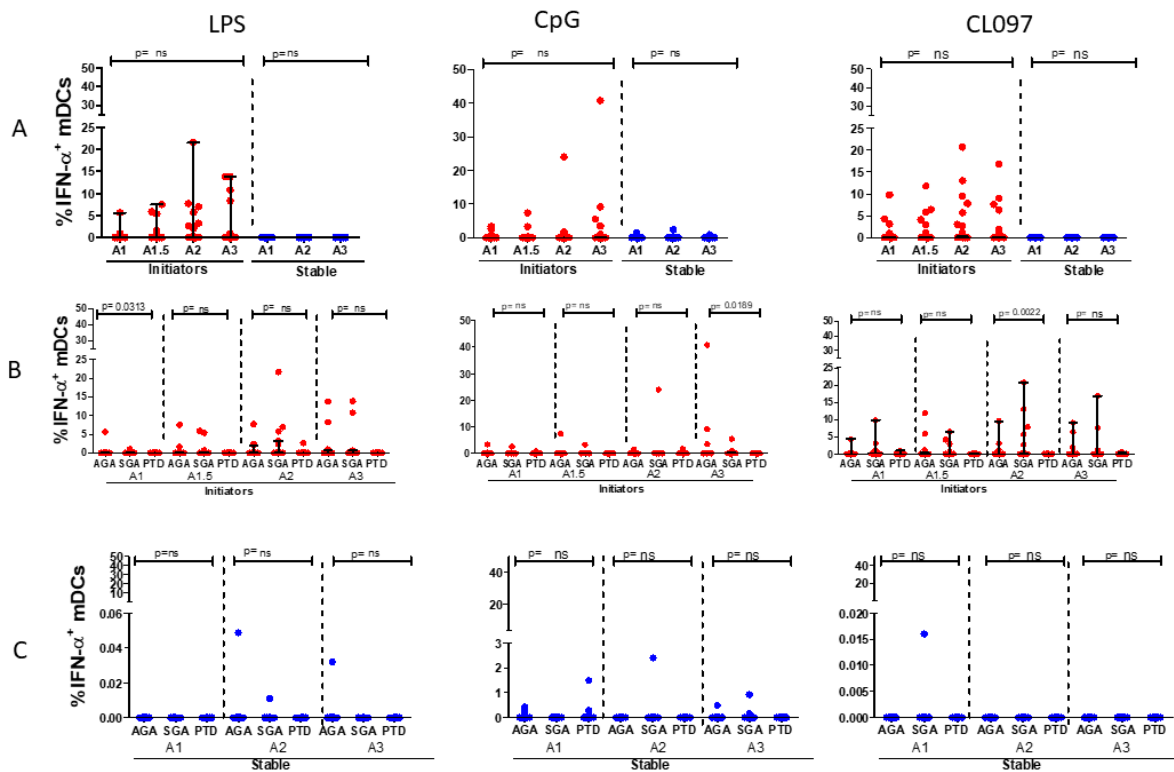 LPS CpG CL097
A
%IFN-α+ mDCs
p= ns p= ns
50
40
30
25
20
15
10
5
0
A1 A1.5 A2 A3 A1 A2 A3
Initiators Stable
p= ns p= ns
50
40
30
20
10
0
A1 A1.5 A2 A3 A1 A2 A3
Initiators Stable
p= ns p= ns
50
40
30
25
20
15
10
5
0
A1 A1.5 A2 A3 A1 A2 A3
Initiators Stable
B
%IFN-α+ mDCs
p= 0.0313 p= ns p= ns p= ns
50
40
30
25
20
15
10
5
0
AGA SGA PTD AGA SGA PTD AGA SGA PTD AGA SGA PTD
A1 A1.5 A2 A3
Initiators
p= ns p= ns p= ns p= 0.0189
50
40
30
20
10
0
AGA SGA PTD AGA SGA PTD AGA SGA PTD AGA SGA PTD
A1 A1.5 A2 A3
Initiators
p= ns p= ns p= 0.0022 p= ns
50
40
30
25
20
15
10
5
0
AGA SGA PTD AGA SGA PTD AGA SGA PTD AGA SGA PTD
A1 A1.5 A2 A3
Initiators
C
%IFN-α+ mDCs
p=ns p= ns p= ns
50
40
30
20
10
0.06
0.04
0.02
0.00
AGA SGA PTD AGA SGA PTD AGA SGA PTD
A1 A2 A3
Stable
p= ns p= ns p= ns
40
20
3
2
1
0
AGA SGA PTD AGA SGA PTD AGA SGA PTD
A1 A2 A3
Stable
p= ns p= ns p= ns
40
20
0.020
0.015
0.010
0.005
0.000
AGA SGA PTD AGA SGA PTD AGA SGA PTD
A1 A2 A3
Stable